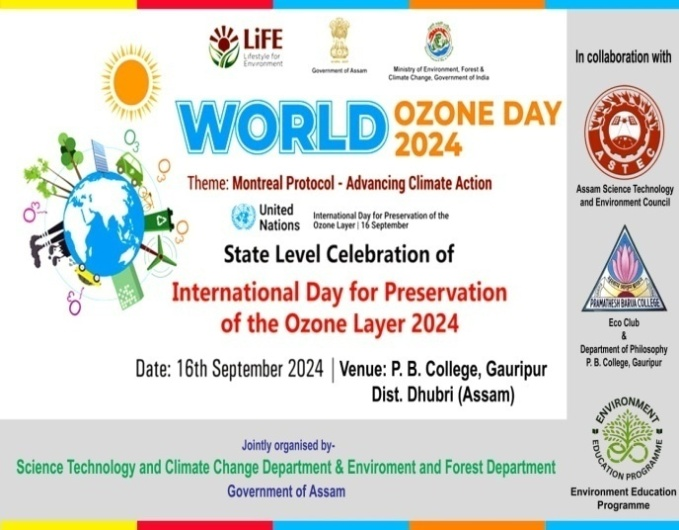 LiFE
Lifestyle for
Environment
Government of Assam
Ministry of Environment, Forest &
Climate Change, Government of India
WORLD OZONE DAY
2024
Theme: Montreal Protocol - Advancing Climate Action
United
Nations
International Day for Preservation of the
Ozone Layer | 16 September
State Level Celebration of
International Day for Preservation
of the Ozone Layer 2024
Date: 16th September 2024 | Venue: P. B. College, Gauripur
Dist. Dhubri (Assam)
O3
O3
O3
O3
O3
Jointly organised by-
Science Technology and Climate Change Department & Enviroment and Forest Department
Government of Assam
In collaboration with
ASTEC
Assam Science Technology
and Environment Council
PRAMATHESH BARUA COLLEGE
Eco Club
&
Department of Philosophy
P. B. College, Gauripur
ENVIRONMENT
EDUCATION PROGRAMME
Environment Education
Programme